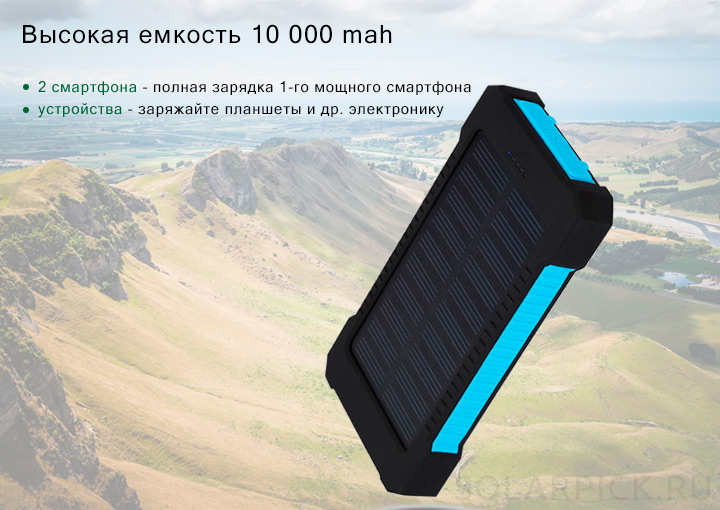 Высокая емкость 10 000 mah
2 смартфона - полная зарядка 1-го мощного смартфона
устройства - заряжайте планшеты и др. электронику
SOLARPICK.RU